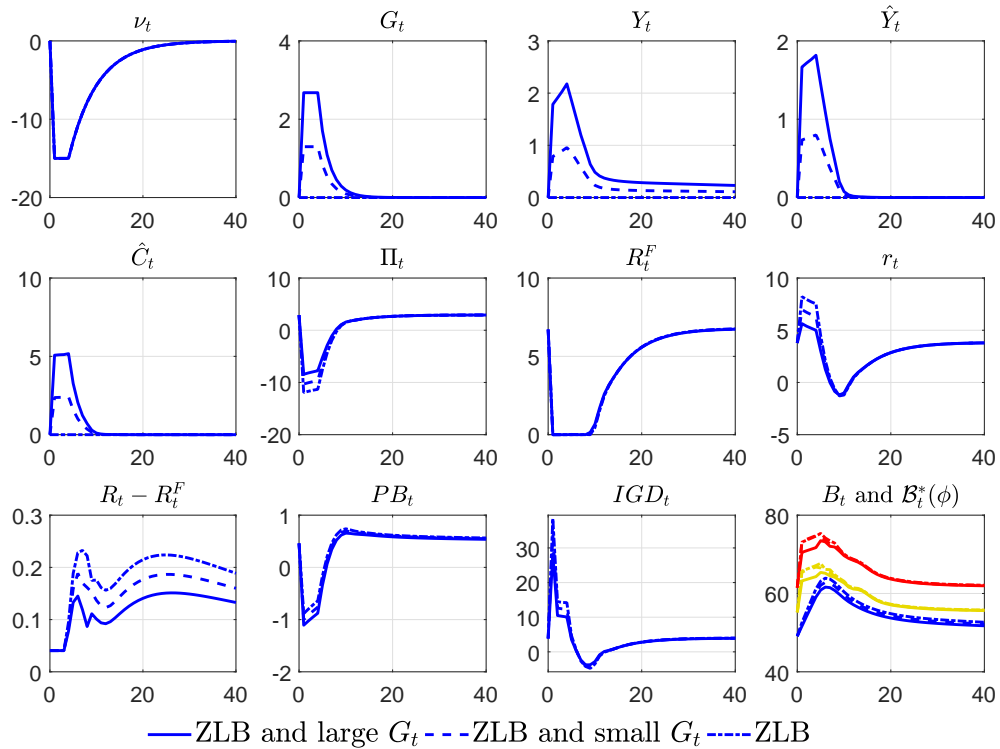 ν_t G_t Y_t Ŷ_t
0 4 3 2
-10 2 2 1
-20 0 1 0
0
0 20 40 0 20 40 0 20 40 0 20 40
Ĉ_t Π_t R_t^F r_t
10 10 10 10
5 0 5 5
0 -10 0 0
-20 -5
0 20 40 0 20 40 0 20 40 0 20 40
R_t − R_t^F PB_t IGD_t B_t and ℬ_t^*(ϕ)
0.3 1 30 80
0.2 0 20 60
0.1 -1 10 40
0 -2 0
0 20 40 0 20 40 0 20 40 0 20 40
ZLB and large G_t ZLB and small G_t ZLB